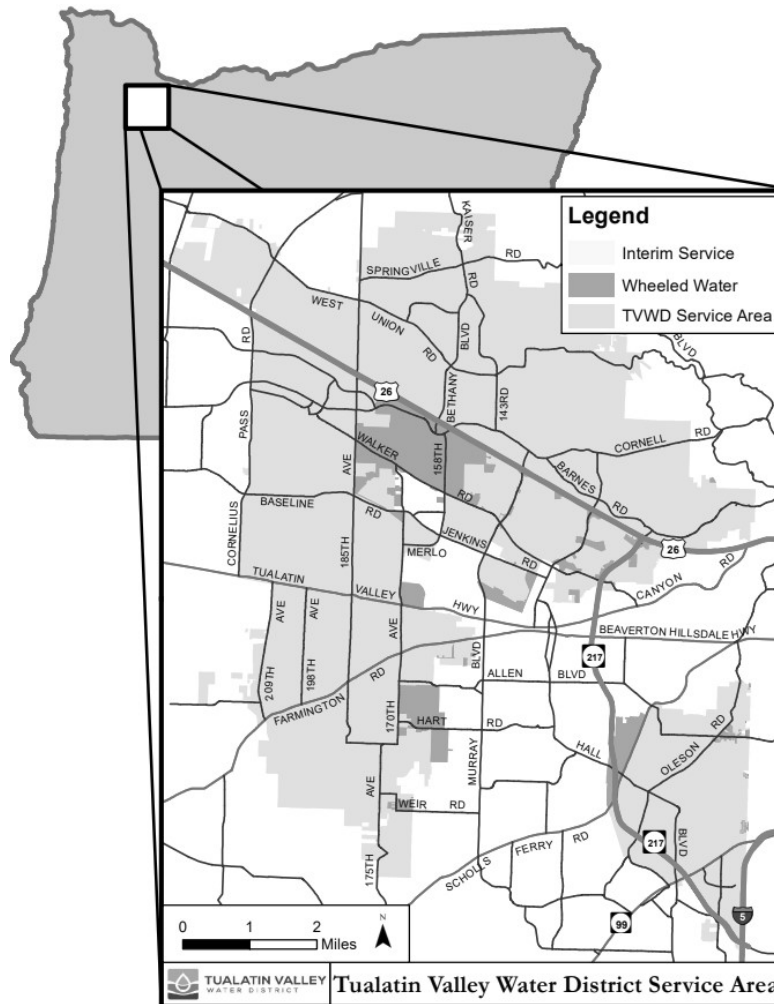 KAISER
RD
Legend
Interim Service
Wheeled Water
TVWD Service Area
SPRINGVILLE
RD
WEST
UNION
RD
BLVD
BLVD
RD
26
BETHANY
143RD
PASS
CORNELL
RD
WALKER
158TH
BARNES
RD
AVE
RD
BASELINE
RD
JENKINS
RD
CORNELIUS
185TH
MERLO
26
RD
TUALATIN
VALLEY
HWY
CANYON
BEAVERTON HILLSDALE HWY
AVE
AVE
AVE
BLVD
217
209TH
198TH
RD
ALLEN
BLVD
FARMINGTON
170TH
HART
RD
HALL
RD
OLESON
MURRAY
AVE
WEIR
RD
RD
FERRY
SCHOLLS
217
BLVD
175TH
99
5
0 1 2
Miles
N
TUALATIN VALLEY
WATER DISTRICT
Tualatin Valley Water District Service Area